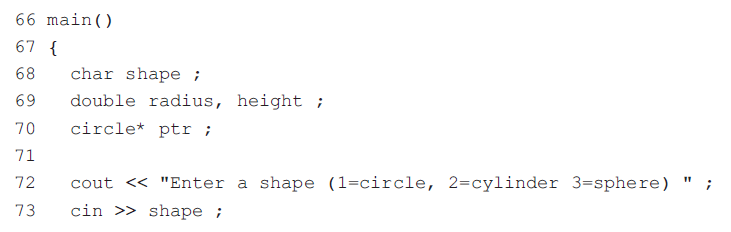 66 main()
67 {
68   char shape ;
69   double radius, height ;
70   circle* ptr ;
71
72   cout << "Enter a shape (1=circle, 2=cylinder 3=sphere) " ;
73   cin >> shape ;